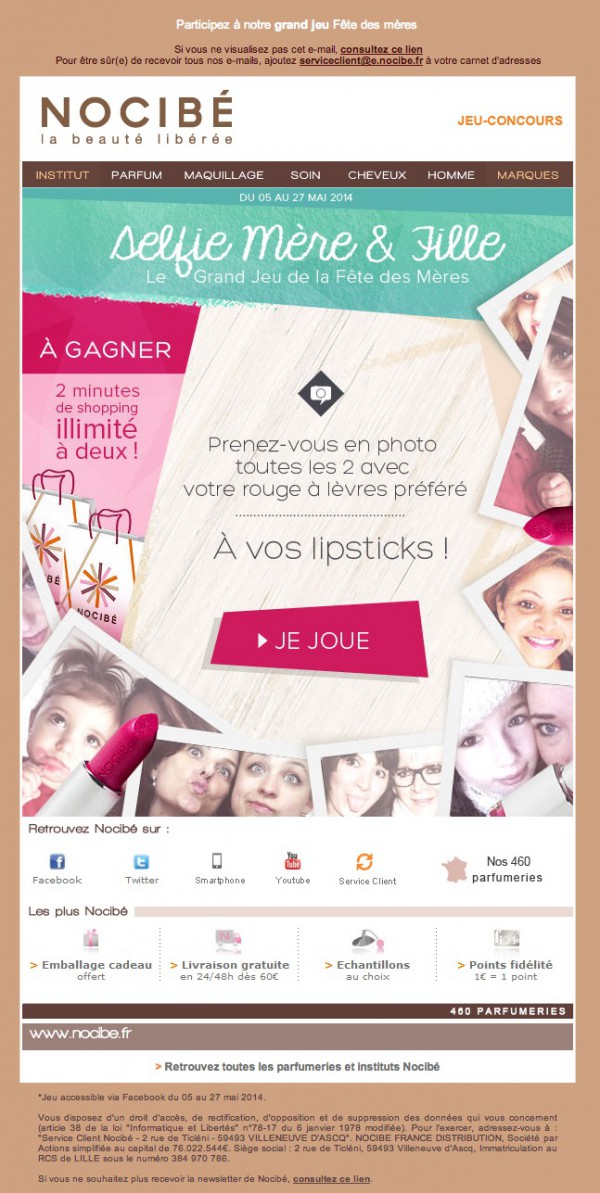 Participez à notre grand jeu Fête des mères
Si vous ne visualisez pas cet e-mail, consultez ce lien
Pour être sûr(e) de recevoir tous nos e-mails, ajoutez serviceclient@e.nocibe.fr à votre carnet d'adresses
NOCIBÉ
la beauté libérée
JEU-CONCOURS
INSTITUT PARFUM MAQUILLAGE SOIN CHEVEUX HOMME MARQUES
DU 05 AU 27 MAI 2014
Selfie Mère & Fille
Le Grand Jeu de la Fête des Mères
À GAGNER
2 minutes
de shopping
illimité
à deux !
Prenez-vous en photo
toutes les 2 avec
votre rouge à lèvres préféré
À vos lipsticks !
JE JOUE
NOCIBÉ
NOCIBÉ
NOCIBÉ
Retrouvez Nocibé sur :
You
Tube
Facebook Twitter Smartphone Youtube Service Client
Nos 460
parfumeries
Les plus Nocibé
> Emballage cadeau
offert
> Livraison gratuite
en 24/48h dès 60€
> Echantillons
au choix
> Points fidélité
1€ = 1 point
460 PARFUMERIES
www.nocibe.fr
> Retrouvez toutes les parfumeries et instituts Nocibé
*Jeu accessible via Facebook du 05 au 27 mai 2014.
Vous disposez d'un droit d'accès, de rectification, d'opposition et de suppression des données qui vous concernent
(article 38 de la loi "Informatique et Libertés" n°78-17 du 6 janvier 1978 modifiée). Pour l'exercer, adressez-vous à :
"Service Client Nocibé - 2 rue de Ticléni - 59493 VILLENEUVE D'ASCQ". NOCIBE FRANCE DISTRIBUTION, Société par
Actions simplifiée au capital de 76.022.544€. Siège social : 2 rue de Ticléni, 59493 Villeneuve d'Ascq, Immatriculation au
RCS de LILLE sous le numéro 384 970 786.
Si vous ne souhaitez plus recevoir la newsletter de Nocibé, consultez ce lien.